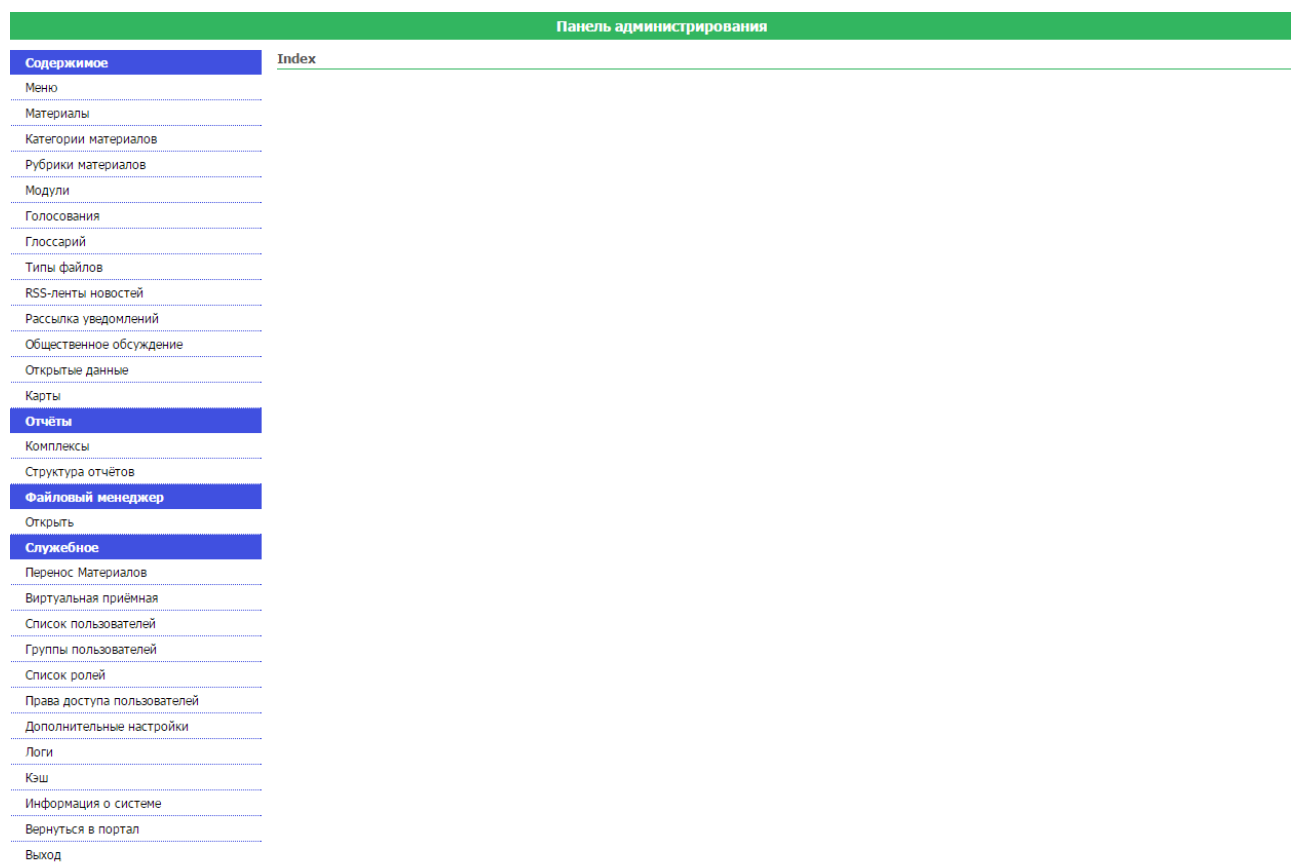 Панель администрирования
Содержимое
Index
Меню
Материалы
Категории материалов
Рубрики материалов
Модули
Голосования
Глоссарий
Типы файлов
RSS-ленты новостей
Рассылка уведомлений
Общественное обсуждение
Открытые данные
Карты
Отчёты
Комплексы
Структура отчётов
Файловый менеджер
Открыть
Служебное
Перенос Материалов
Виртуальная приёмная
Список пользователей
Группы пользователей
Список ролей
Права доступа пользователей
Дополнительные настройки
Логи
Кэш
Информация о системе
Вернуться в портал
Выход